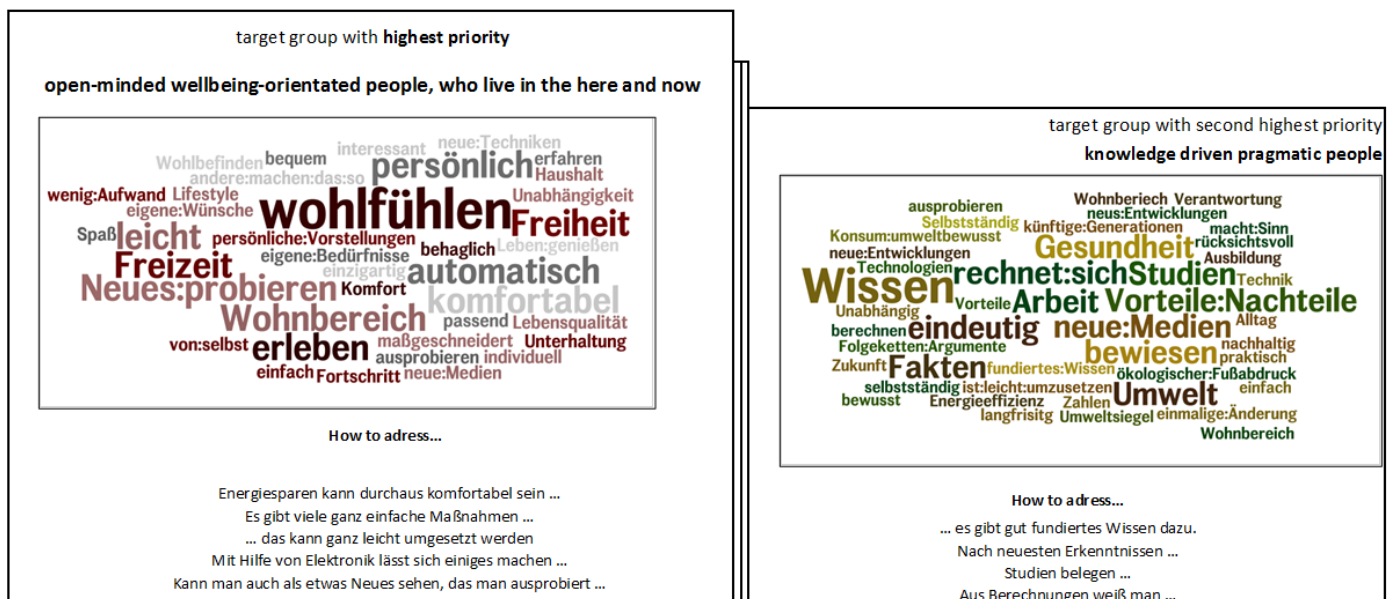 target group with highest priority
open-minded wellbeing-orientated people, who live in the here and now
neue:Techniken
interessant
Wohlbefinden bequem persönlich erfahren
andere:machen:das:so Haushalt
wenig:Aufwand Lifestyle Unabhängigkeit
eigene:Wünsche wohlfühlen Freiheit
Spaß leicht persönliche:Vorstellungen behaglich Leben:genießen
Freizeit eigene:Bedürfnisse
einzigartig automatisch
Neues:probieren Komfort komfortabel
Wohnbereich passend Lebensqualität
von:selbst erleben maßgeschneidert Unterhaltung
ausprobieren individuell
einfach Fortschritt neue:Medien
How to adress...
Energiesparen kann durchaus komfortabel sein ...
Es gibt viele ganz einfache Maßnahmen ...
... das kann ganz leicht umgesetzt werden
Mit Hilfe von Elektronik lässt sich einiges machen ...
Kann man auch als etwas Neues sehen, das man ausprobiert ...
target group with second highest priority
knowledge driven pragmatic people
Wohnberiech Verantwortung
ausprobieren neue:Entwicklungen
Selbstständig künftige:Generationen macht:Sinn
Konsum:umweltbewusst Gesundheit rücksichtsvoll
neue:Entwicklungen Ausbildung
Technologien rechnet:sich Studien Technik
Wissen Vorteile Arbeit Vorteile:Nachteile
Unabhängig
berechnen eindeutig neue:Medien Alltag
Folgeketten:Argumente nachhaltig
bewiesen praktisch
Zukunft Fakten fundiertes:Wissen ökologischer:Fußabdruck
selbstständig ist:leicht:umzusetzen Umwelt einfach
bewusst Energieeffizienz Zahlen
langfrisitg Umweltsiegel einmalige:Änderung
Wohnbereich
How to adress...
... es gibt gut fundiertes Wissen dazu.
Nach neuesten Erkenntnissen ...
Studien belegen ...
Aus Berechnungen weiß man ...